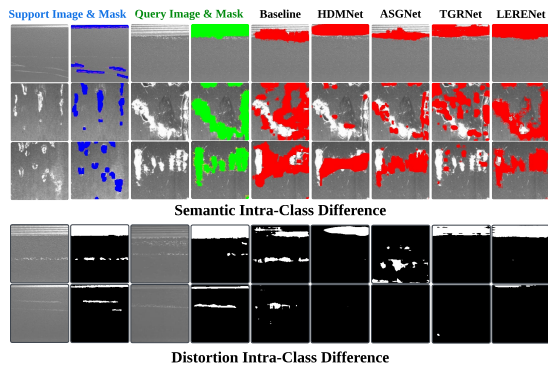 Support Image & Mask Query Image & Mask Baseline HDMNet ASGNet TGRNet LERENet
Semantic Intra-Class Difference
Distortion Intra-Class Difference